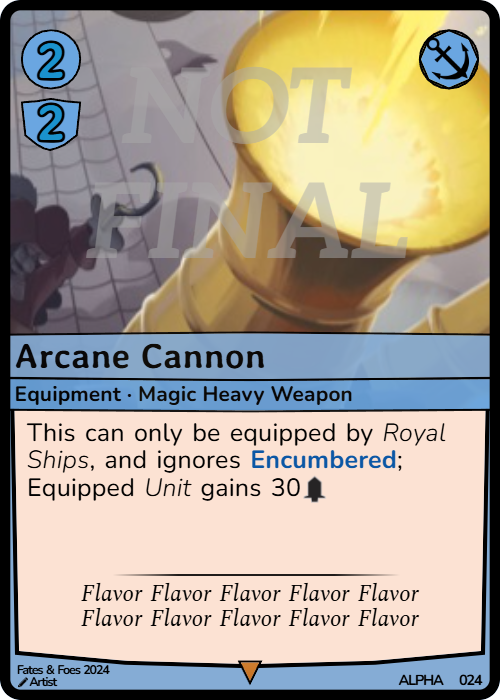 2
2
NOT
FINAL
Arcane Cannon
Equipment · Magic Heavy Weapon
This can only be equipped by Royal
Ships, and ignores Encumbered;
Equipped Unit gains 30
Flavor Flavor Flavor Flavor Flavor
Flavor Flavor Flavor Flavor Flavor
Fates & Foes 2024
Artist
ALPHA 024